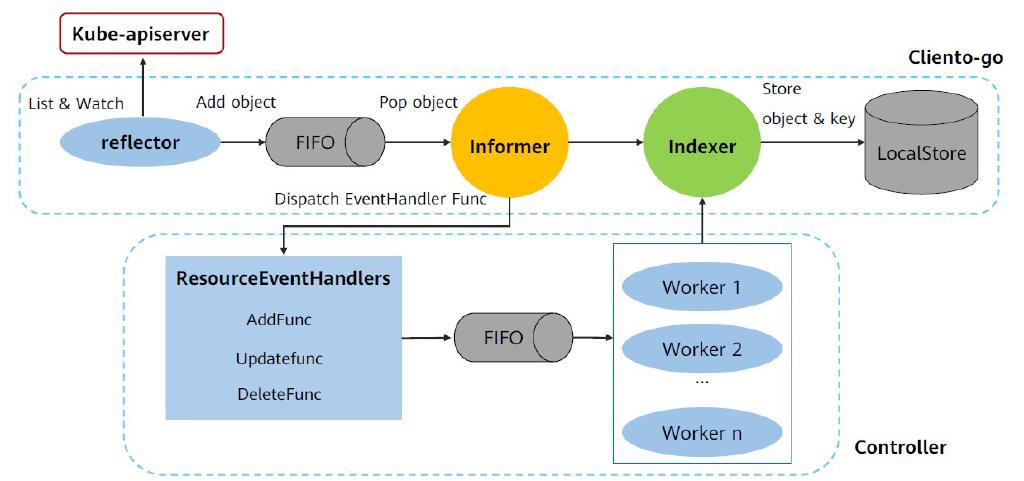 Kube-apiserver
Cliento-go
List & Watch
Add object
Pop object
Store
object & key
reflector
FIFO
Informer
Indexer
LocalStore
Dispatch EventHandler Func
ResourceEventHandlers
AddFunc
Updatefunc
DeleteFunc
FIFO
Worker 1
Worker 2
...
Worker n
Controller